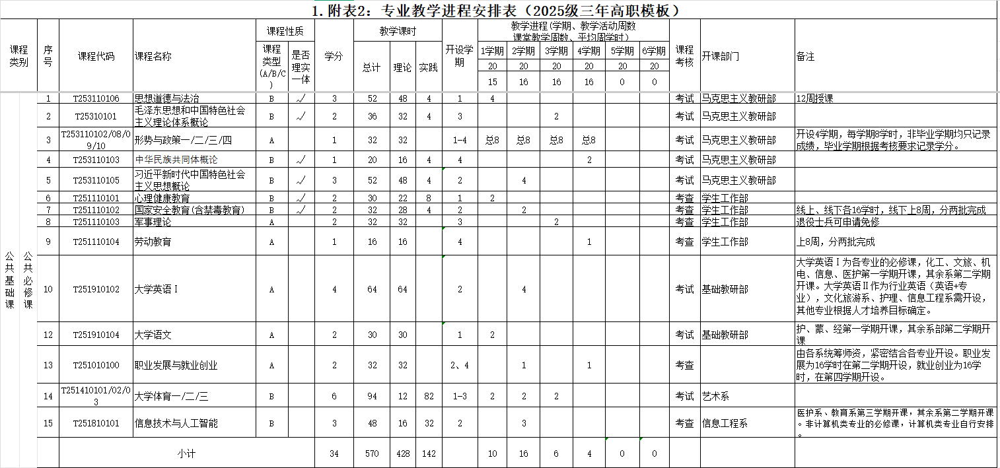 1.附表2：专业教学进程安排表（2025级三年高职模板）
课程
类别
序
号
课程代码
课程名称
课程性质
课程
类型
(A/B/C
)
是否
理实
一体
学分
教学课时
总计
理论
实践
开设学
期
教学进程(学期、教学活动周数
课堂教学周数、平均周学时)
1学期 2学期 3学期 4学期 5学期 6学期
20 20 20 20 20 20
15 16 16 16 0 0
课程
考核
开课部门
备注
公共基础课
公共必修课
1 T253110106 思想道德与法治 B √ 3 52 48 4 1 4 考试 马克思主义教研部 12周授课
2 T25310101 毛泽东思想和中国特色社会
主义理论体系概论 B √ 2 36 32 4 3 2 考试 马克思主义教研部
3 T253110102/08/0
9/10 形势与政策一/二/三/四 A 1 32 32 1-4 总8 总8 总8 总8 考试 马克思主义教研部 开设4学期，每学期8学时，非毕业学期均只记录
成绩，毕业学期根据考核要求记录学分。
4 T253110103 中华民族共同体概论 B √ 1 20 16 4 4 2 考试 马克思主义教研部
5 T253110105 习近平新时代中国特色社会
主义思想概论 B √ 3 52 48 4 2 4 考试 马克思主义教研部
6 T251110101 心理健康教育 B √ 2 30 22 8 1 2 考查 学生工作部
7 T251110102 国家安全教育(含禁毒教育) B √ 2 32 28 4 2 2 考查 学生工作部 线上、线下各16学时，线下上8周，分两批完成
8 T251110103 军事理论 A 2 32 32 3 2 考查 学生工作部 退役士兵可申请免修
9 T251110104 劳动教育 A 1 16 16 4 1 考查 学生工作部 上8周，分两批完成
10 T251910102 大学英语Ⅰ A 4 64 64 2 4 考试 基础教研部 大学英语Ⅰ为各专业的必修课，化工、文旅、机
电、信息、医护第一学期开课，其余系第二学期
开课。大学英语Ⅱ作为行业英语（英语+专
业），文化旅游系、护理、信息工程系需开设，
其他专业根据人才培养目标确定。
12 T251910104 大学语文 A 2 30 30 1 2 考试 基础教研部 护、蒙、经第一学期开课，其余系部第二学期开
课
13 T251010100 职业发展与就业创业 A 2 32 32 2、4 1 1 考查 由各系统筹师资，紧密结合各专业开设。职业发
展为16学时在第二学期开设，就业创业为16学
时，在第四学期开设。
14 T251410101/02/0
3 大学体育一/二/三 B 6 94 12 82 1-3 2 2 2 考试 艺术系
15 T251810101 信息技术与人工智能 B 3 48 16 32 2 3 考查 信息工程系 医护系、教育系第三学期开课，其余系第二学期开课
。非计算机类专业的必修课，计算机类专业自行安排
。
小计 34 570 428 142 10 16 6 4 0 0